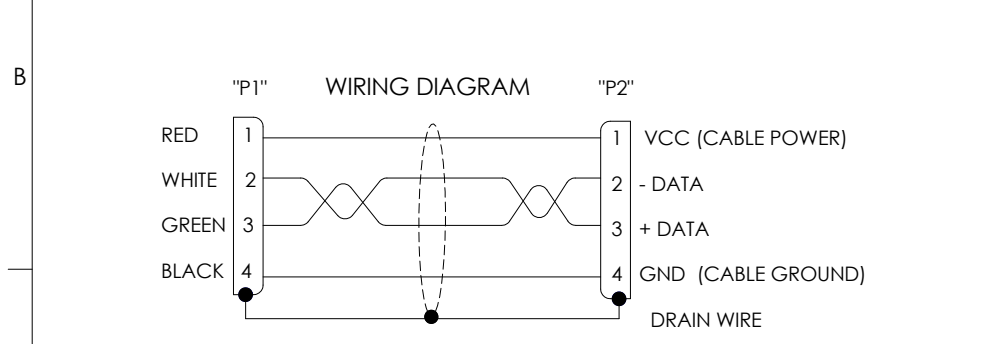 B
"P1" WIRING DIAGRAM "P2"
RED 1 1 VCC (CABLE POWER)
WHITE 2 2 - DATA
GREEN 3 3 + DATA
BLACK 4 4 GND (CABLE GROUND)
DRAIN WIRE